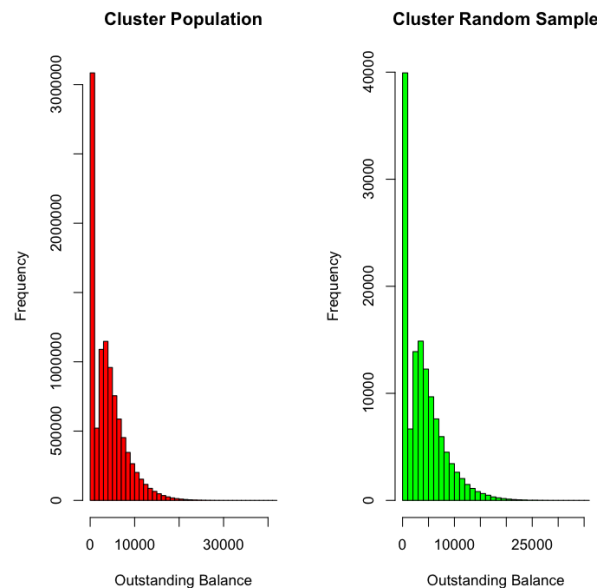 Cluster Population
Frequency
0
500000
1000000
2000000
3000000
0
10000
30000
Outstanding Balance
Cluster Random Sample
Frequency
0
10000
20000
30000
40000
0
10000
25000
Outstanding Balance